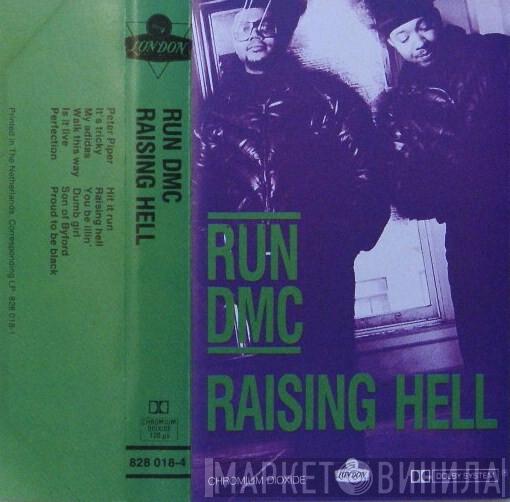 LONDON
RUN DMC
RAISING HELL
Peter Piper
It's tricky
My adidas
Walk this way
Is it live
Perfection
Hit it run
Raising hell
You be illin'
Dumb girl
Son of Byford
Proud to be black
Printed in The Netherlands. Corresponding LP 828 018-1
CHROMIUM
DIOXIDE
120 µs
828 018-4
RUN
DMC
RAISING HELL
CHROMIUM DIOXIDE
LONDON
DOLBY SYSTEM
МАРКЕТ ВИНИЛА